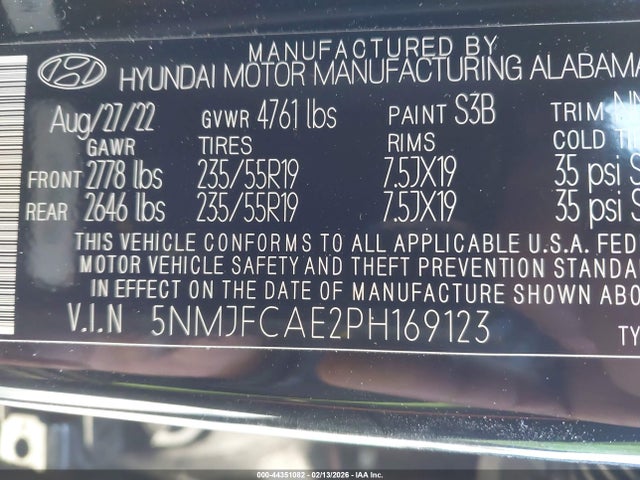 MANUFACTURED BY
HYUNDAI MOTOR MANUFACTURING ALABAMA
Aug/27/22 GVWR 4761 lbs PAINT S3B TRIM
GAWR TIRES RIMS COLD
FRONT 2778 lbs 235/55R19 7.5JX19 35 psi
REAR 2646 lbs 235/55R19 7.5JX19 35 psi
THIS VEHICLE CONFORMS TO ALL APPLICABLE U.S.A.
MOTOR VEHICLE SAFETY AND THEFT PREVENTION
IN EFFECT ON THE DATE OF MANUFACTURE SHOWN ABO
V.I.N 5NMJFCAE2PH169123
000-44351082 - 02/13/2026 - IAA Inc.